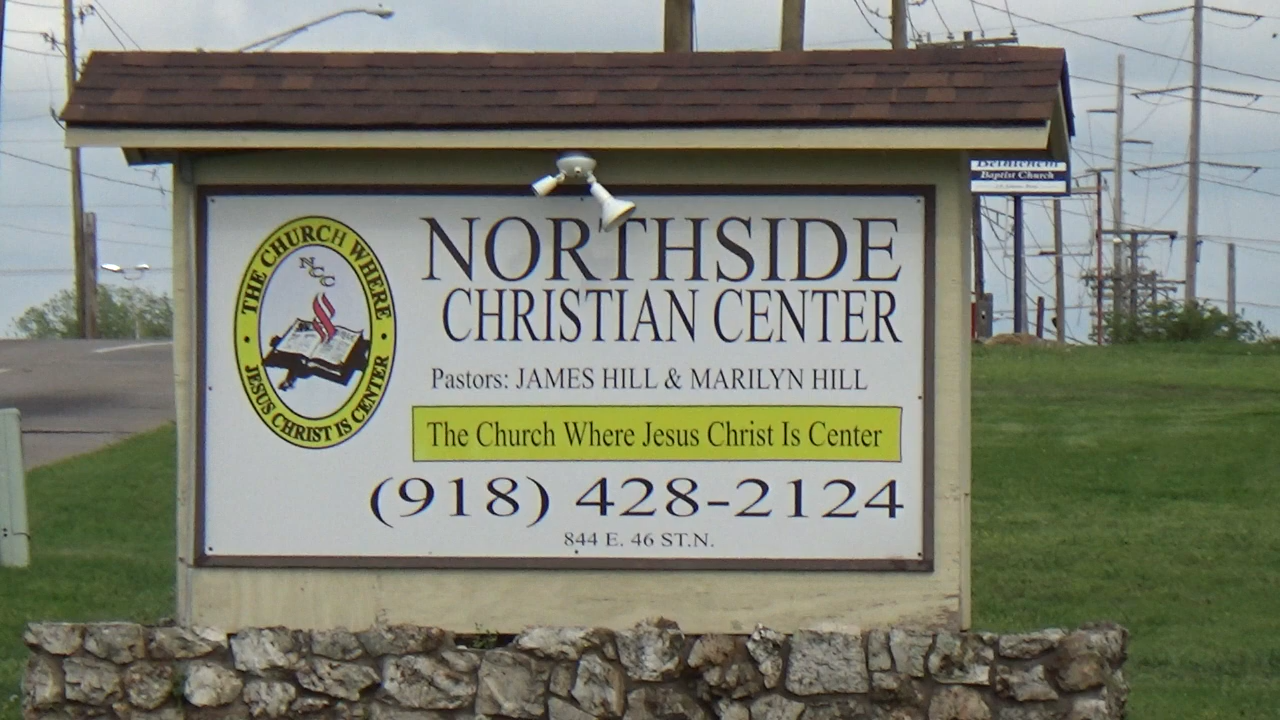 THE CHURCH WHERE
NCC
JESUS CHRIST IS CENTER
NORTHSIDE
CHRISTIAN CENTER
Pastors: JAMES HILL & MARILYN HILL
The Church Where Jesus Christ Is Center
(918) 428-2124
844 E. 46 ST.N.
Bethlehem
Baptist Church